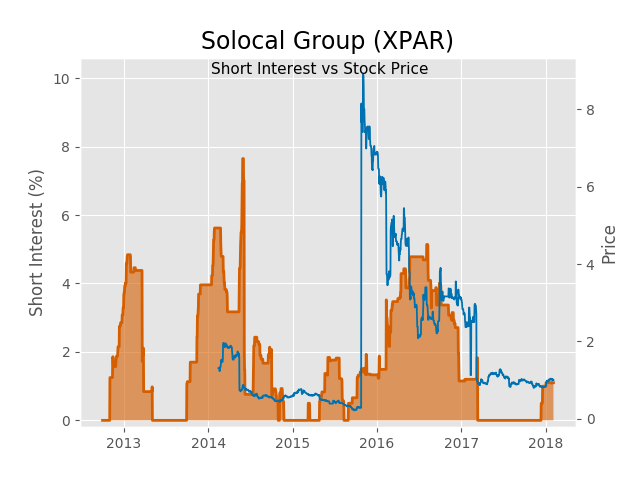 Solocal Group (XPAR)
Short Interest vs Stock Price
10
8
6
4
2
0
Short Interest (%)
8
6
4
2
0
Price
2013 2014 2015 2016 2017 2018